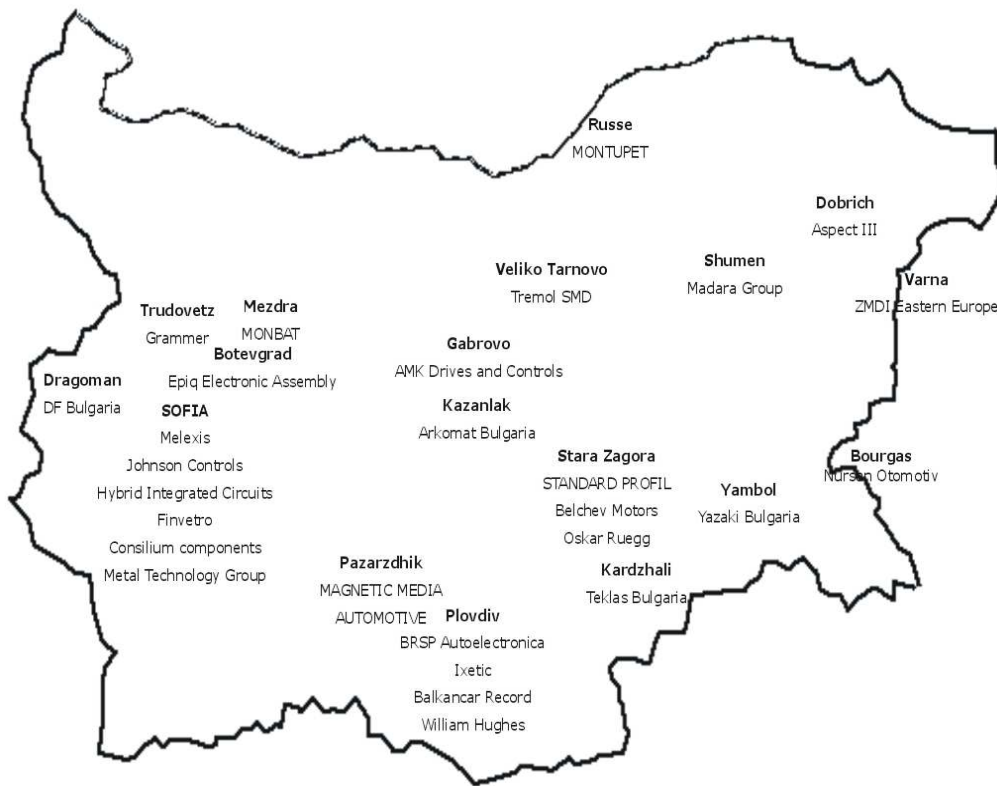 Russe
MONTUPET
Dobrich
Aspect III
Veliko Tarnovo
Tremol SMD
Shumen
Madara Group
Varna
ZMDI Eastern Europe
Trudovetz
Grammer
Mezdra
MONBAT
Botevgrad
Epiq Electronic Assembly
Gabrovo
AMK Drives and Controls
Dragoman
DF Bulgaria
SOFIA
Melexis
Johnson Controls
Hybrid Integrated Circuits
Finvetro
Consilium components
Metal Technology Group
Kazanlak
Arkomat Bulgaria
Stara Zagora
STANDARD PROFIL
Belchev Motors
Oskar Ruegg
Yambol
Yazaki Bulgaria
Bourgas
Nursan Otomotiv
Pazarzdhik
MAGNETIC MEDIA
AUTOMOTIVE
Kardzhali
Teklas Bulgaria
Plovdiv
BRSP Autoelectronica
Ixetic
Balkancar Record
William Hughes